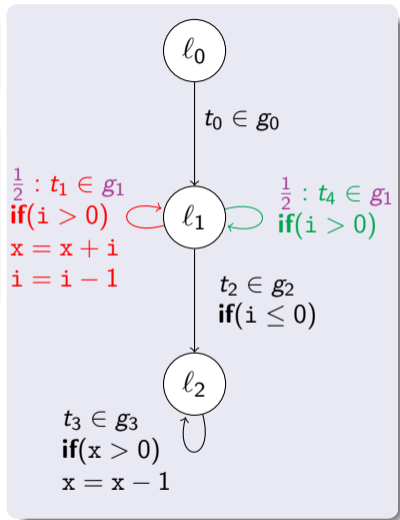 ℓ₀
t₀ ∈ g₀
½ : t₁ ∈ g₁
if(i > 0)
x = x + i
i = i − 1
ℓ₁
½ : t₄ ∈ g₁
if(i > 0)
t₂ ∈ g₂
if(i ≤ 0)
ℓ₂
t₃ ∈ g₃
if(x > 0)
x = x − 1